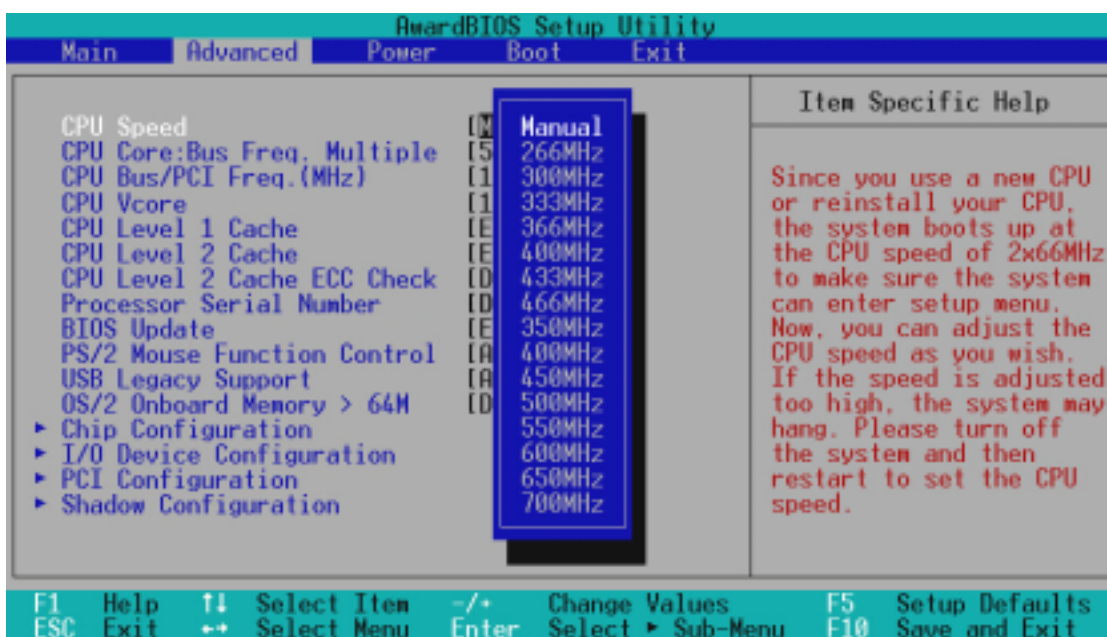 AwardBIOS Setup Utility
Main Advanced Power Boot Exit
CPU Speed [M
CPU Core:Bus Freq. Multiple [5
CPU Bus/PCI Freq.(MHz) [1
CPU Vcore [1
CPU Level 1 Cache [E
CPU Level 2 Cache [E
CPU Level 2 Cache ECC Check [D
Processor Serial Number [D
BIOS Update [E
PS/2 Mouse Function Control [A
USB Legacy Support [A
OS/2 Onboard Memory > 64M [D
► Chip Configuration
► I/O Device Configuration
► PCI Configuration
► Shadow Configuration
Manual
266MHz
300MHz
333MHz
366MHz
400MHz
433MHz
466MHz
350MHz
400MHz
450MHz
500MHz
550MHz
600MHz
650MHz
700MHz
Item Specific Help
Since you use a new CPU
or reinstall your CPU,
the system boots up at
the CPU speed of 2x66MHz
to make sure the system
can enter setup menu.
Now, you can adjust the
CPU speed as you wish.
If the speed is adjusted
too high, the system may
hang. Please turn off
the system and then
restart to set the CPU
speed.
F1 Help ↑↓ Select Item -/+ Change Values F5 Setup Defaults
ESC Exit ←→ Select Menu Enter Select ► Sub-Menu F10 Save and Exit